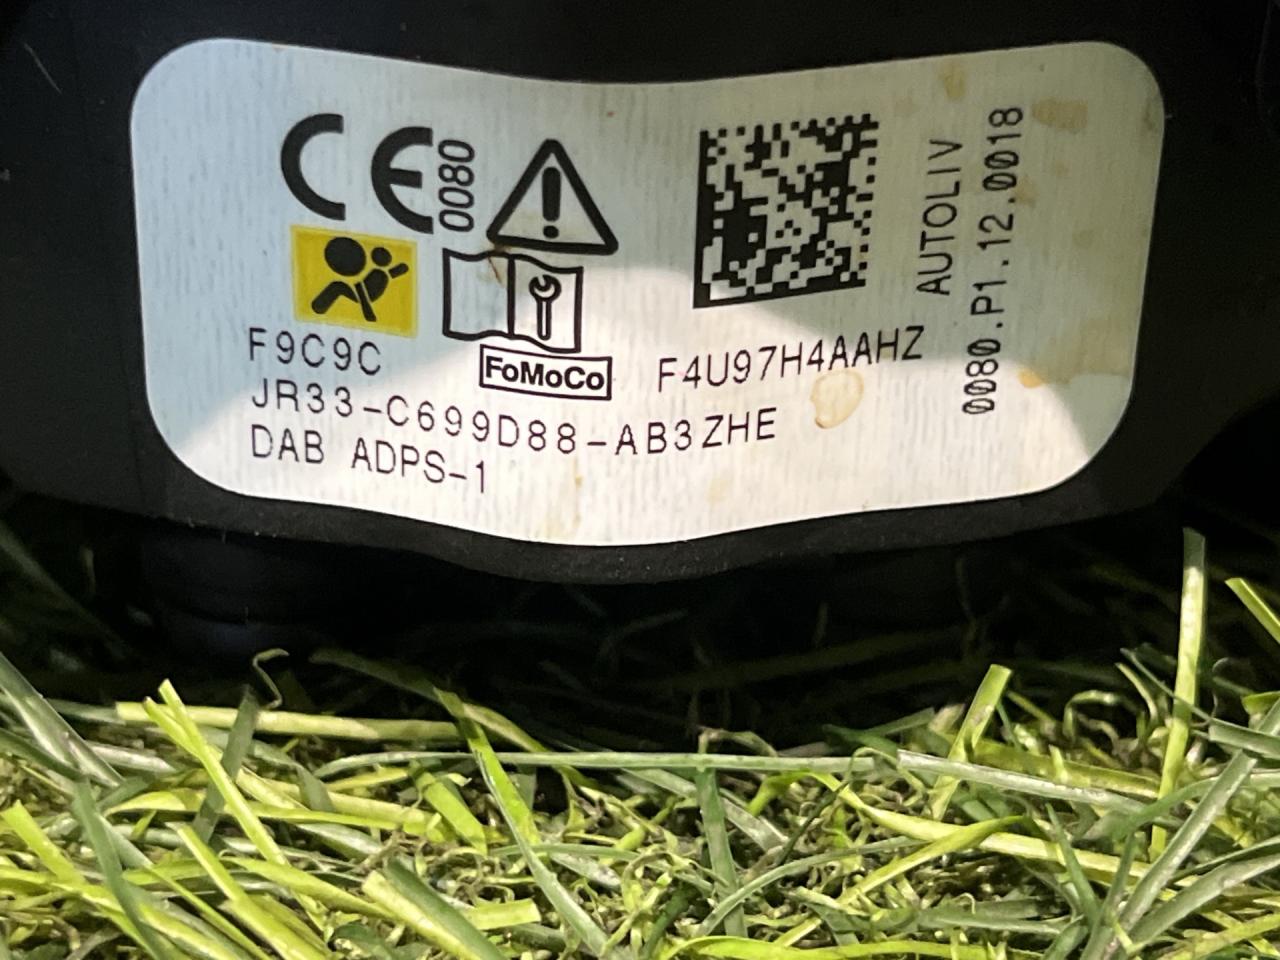 CE 0080
F9C9C
FoMoCo
F4U97H4AAHZ
JR33-C699D88-AB3ZHE
DAB ADPS-1
AUTOLIV
0080.P1.12.0018